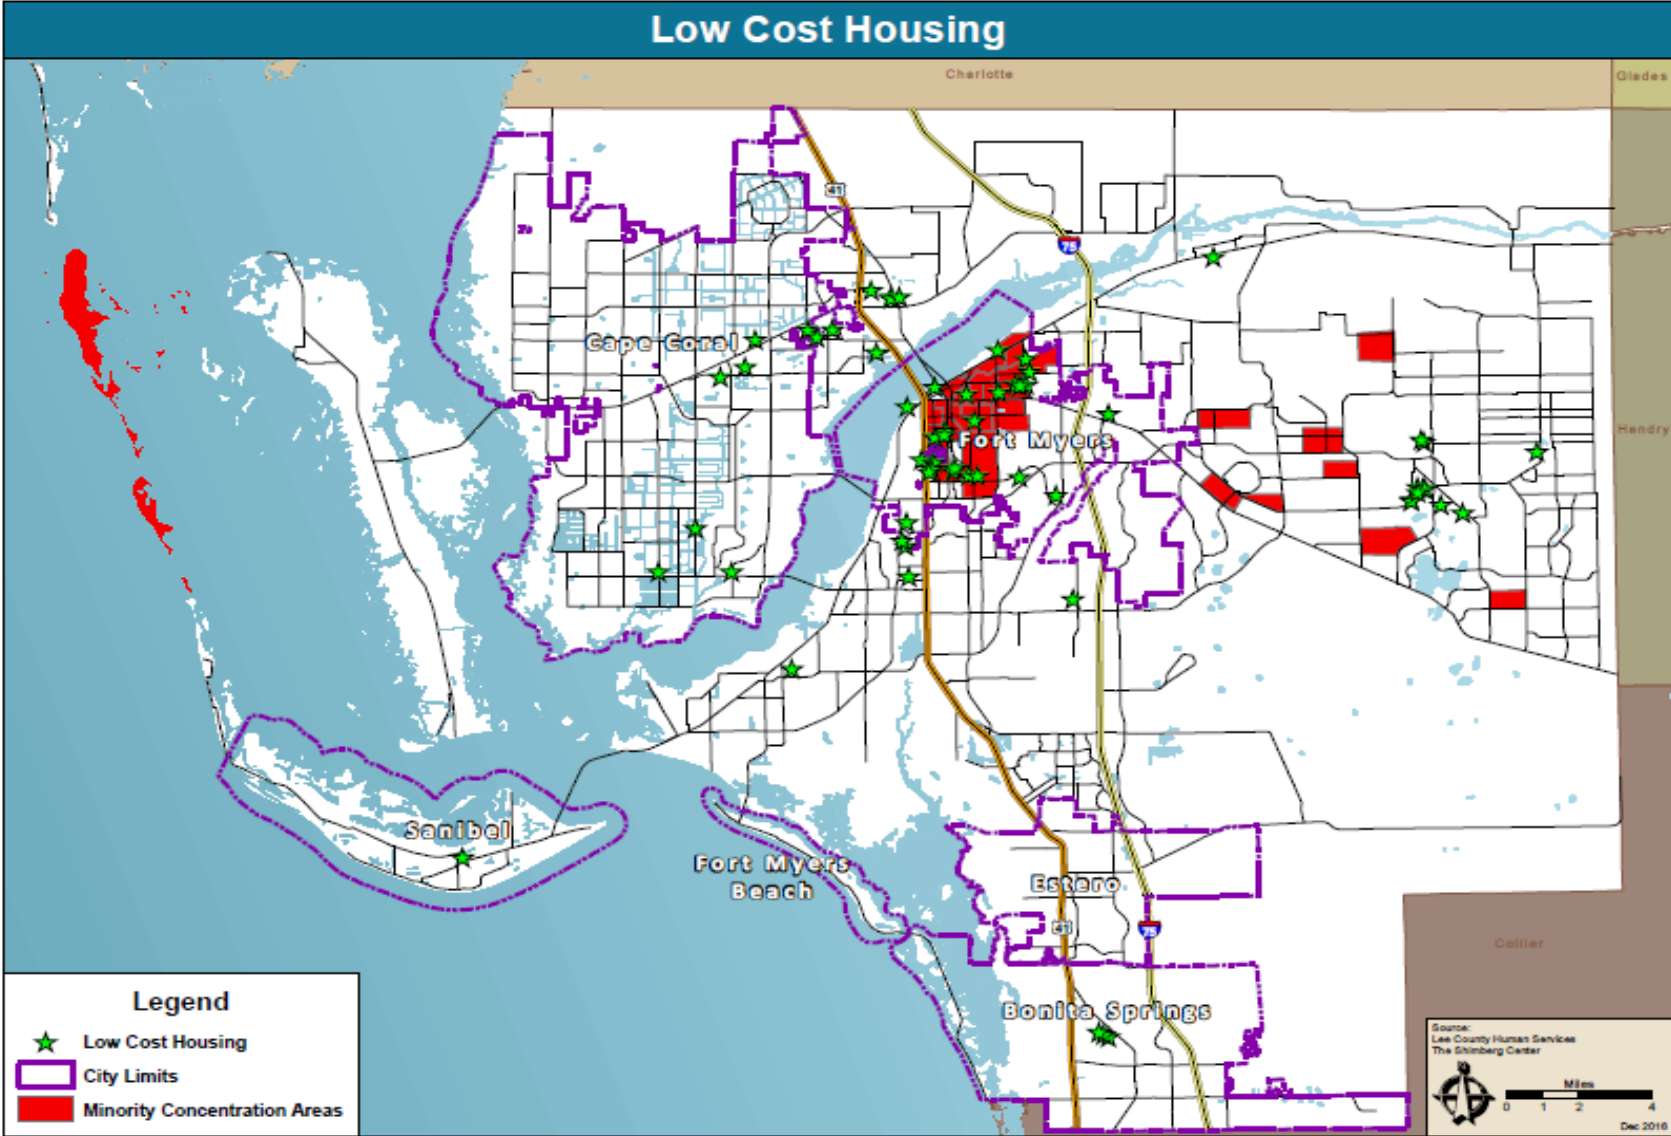 Low Cost Housing
Charlotte
Glades
41
75
Cape Coral
Fort Myers
Hendry
Sanibel
Fort Myers
Beach
Estero
41
75
Collier
Bonita Springs
Legend
Low Cost Housing
City Limits
Minority Concentration Areas
Source:
Lee County Human Services
The Shimberg Center
Miles
0 1 2 4
Dec 2016